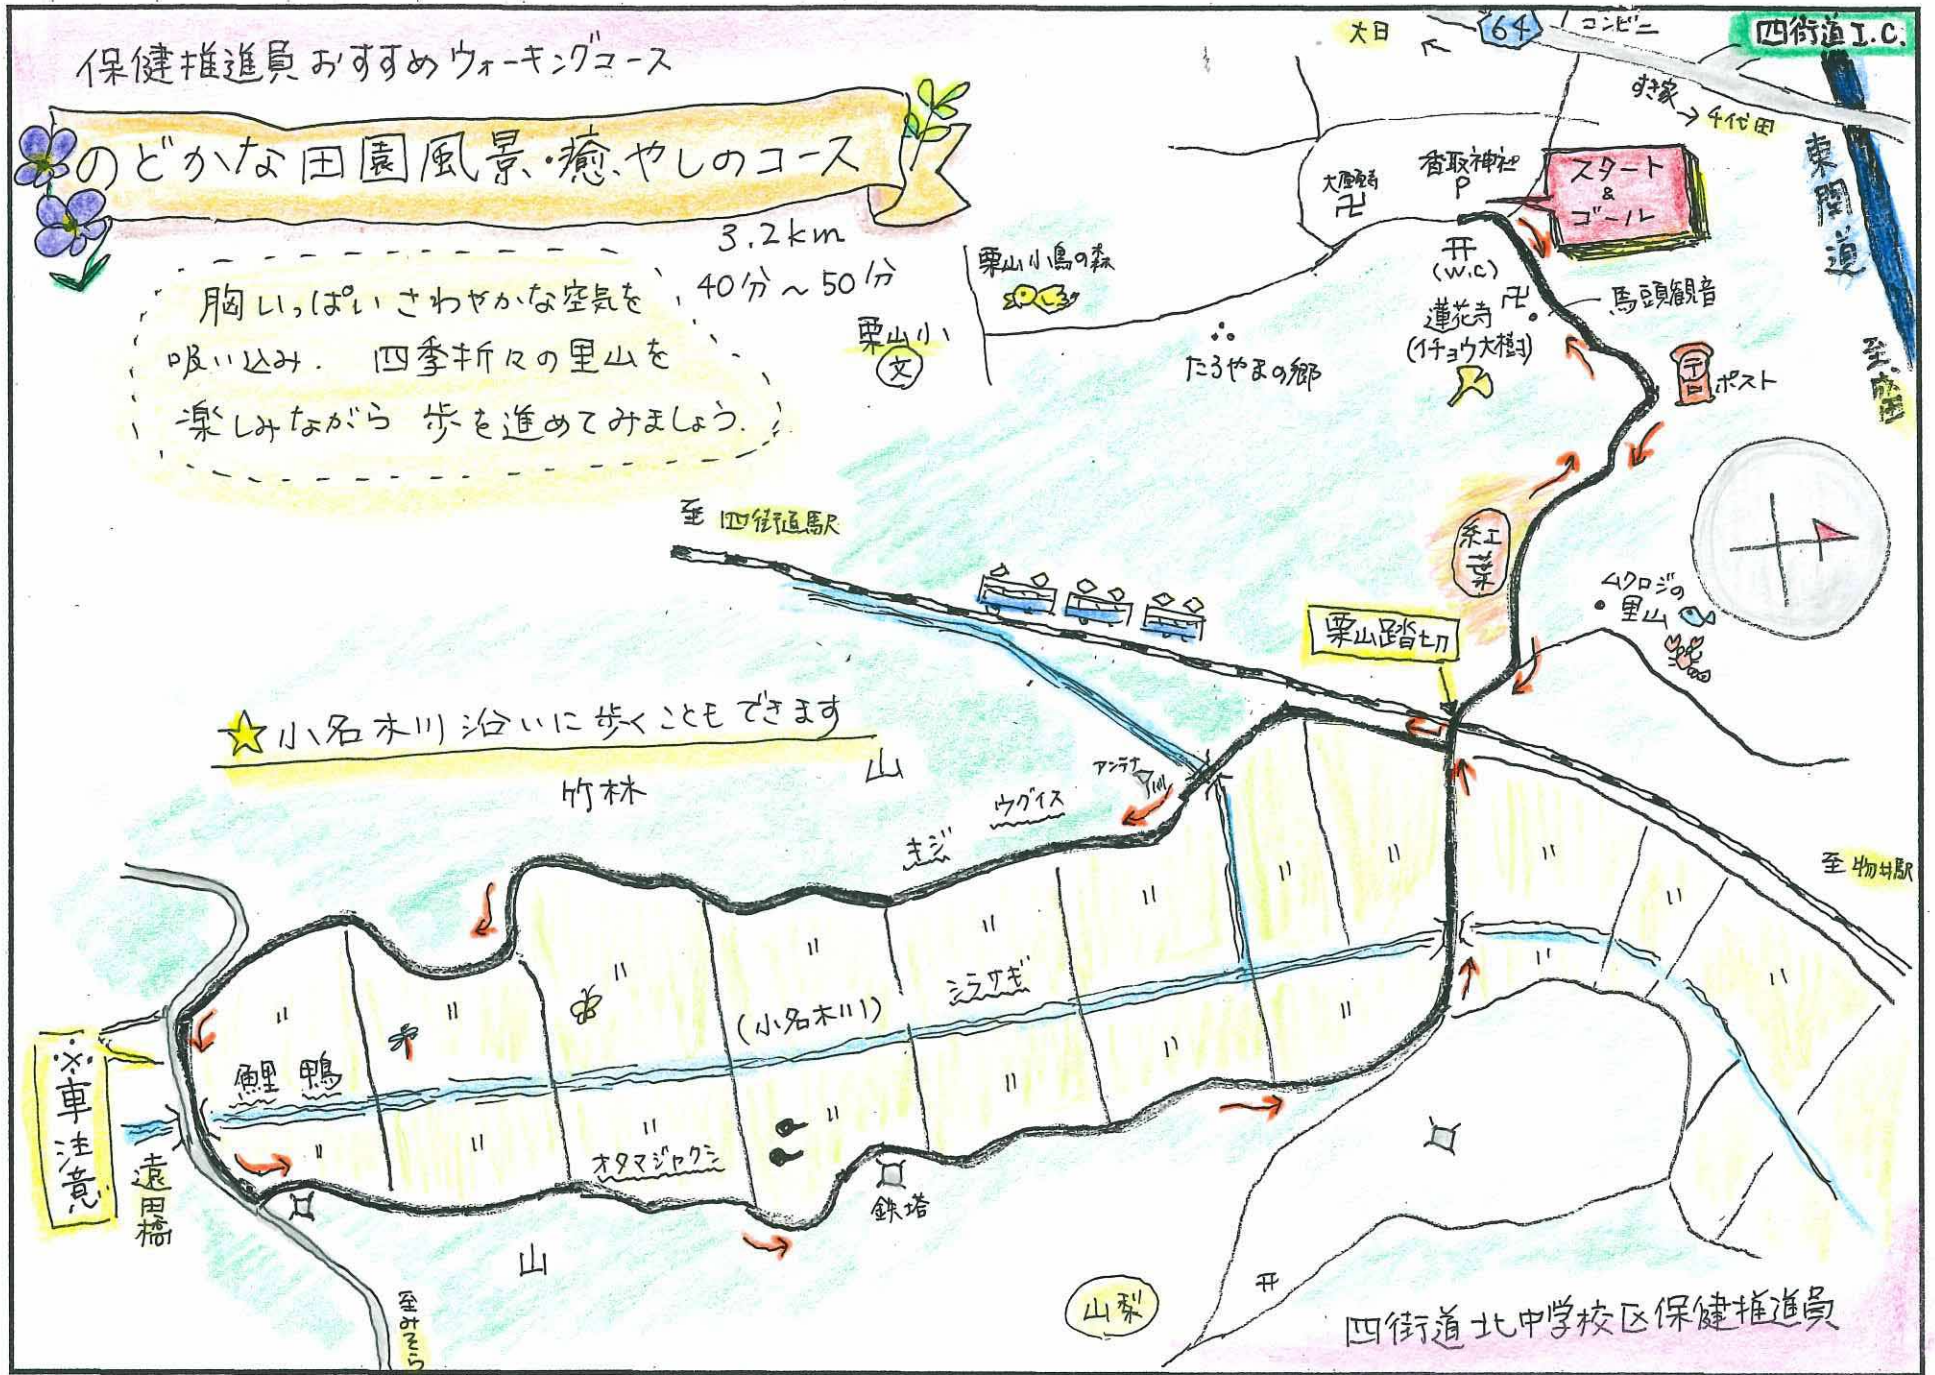 保健推進員おすすめウォーキングコース
のどかな田園風景・癒やしのコース
3.2km
40分～50分
胸いっぱいさわやかな空気を
吸い込み. 四季折々の里山を
楽しみながら 歩を進めてみましょう.
大日
64
コンビニ
四街道I.C.
すき家
千代田
東関道
大願寺
卍
香取神社
P
スタート
&
ゴール
(W.C)
卍
蓮花寺
(イチョウ大樹)
馬頭観音
ポスト
栗山小鳥の森
栗山小
文
たろやまの郷
至 四街道駅
紅葉
ムクロジの
里山
栗山踏切
☆小名木川沿いに歩くこともできます
山
竹林
アンテナ
ウグイス
キジ
至物井駅
シラサギ
(小名木川)
鯉 鴨
※車注意
遠田橋
オタマジャクシ
鉄塔
山
至みそら
山梨
四街道北中学校区保健推進員